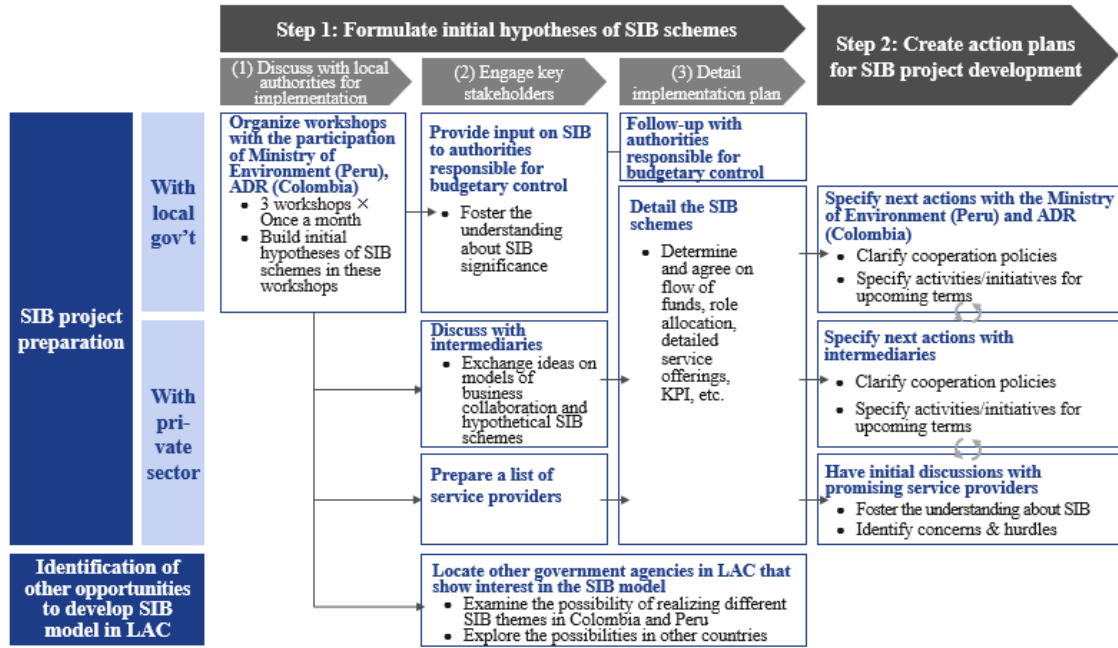 Step 1: Formulate initial hypotheses of SIB schemes
Step 2: Create action plans
for SIB project development
(1) Discuss with local
authorities for
implementation
(2) Engage key
stakeholders
(3) Detail
implementation plan
SIB project
preparation
With
local
gov't
Organize workshops
with the participation
of Ministry of
Environment (Peru),
ADR (Colombia)
• 3 workshops ×
Once a month
• Build initial
hypotheses of SIB
schemes in these
workshops
Provide input on SIB
to authorities
responsible for
budgetary control
• Foster the
understanding
about SIB
significance
Follow-up with
authorities
responsible for
budgetary control
Detail the SIB
schemes
• Determine
and agree on
flow of
funds, role
allocation,
detailed
service
offerings,
KPI, etc.
Specify next actions with the Ministry
of Environment (Peru) and ADR
(Colombia)
• Clarify cooperation policies
• Specify activities/initiatives for
upcoming terms
With
pri-
vate
sector
Discuss with
intermediaries
• Exchange ideas on
models of
business
collaboration and
hypothetical SIB
schemes
Specify next actions with
intermediaries
• Clarify cooperation policies
• Specify activities/initiatives for
upcoming terms
Prepare a list of
service providers
Have initial discussions with
promising service providers
• Foster the understanding about SIB
• Identify concerns & hurdles
Identification of
other opportunities
to develop SIB
model in LAC
Locate other government agencies in LAC that
show interest in the SIB model
• Examine the possibility of realizing different
SIB themes in Colombia and Peru
• Explore the possibilities in other countries